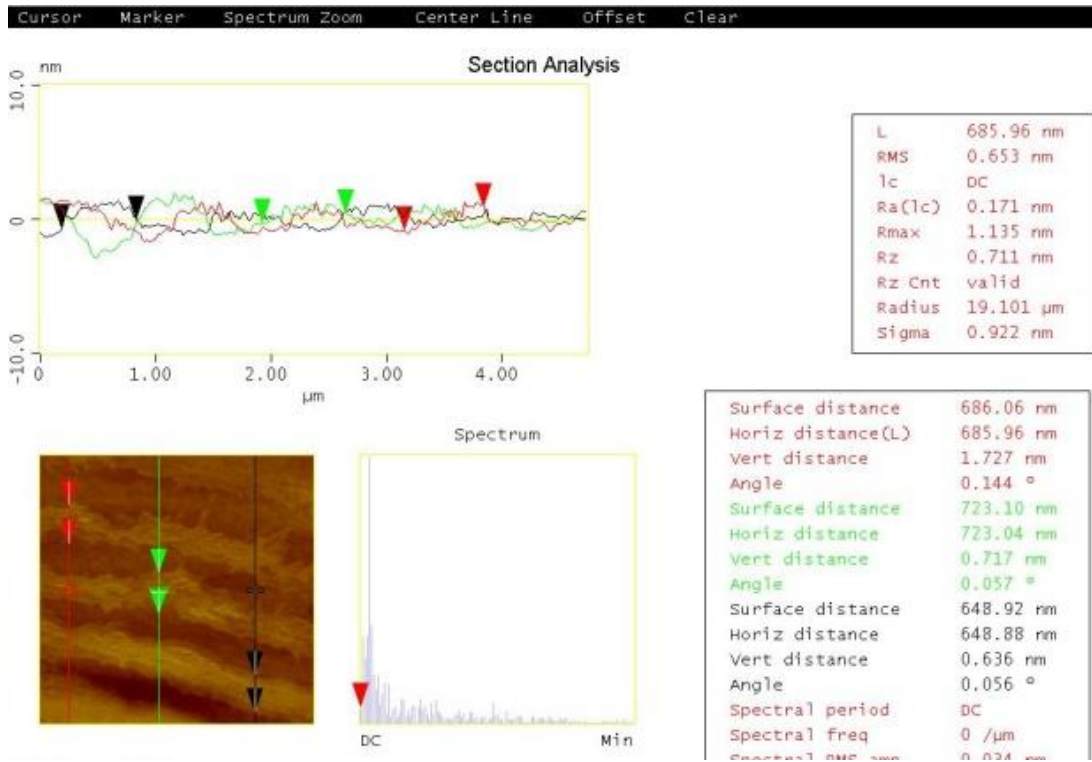 Cursor Marker Spectrum Zoom Center Line Offset Clear
nm
Section Analysis
10.0
0
-10.0
0 1.00 2.00 3.00 4.00
µm
L 685.96 nm
RMS 0.653 nm
lc DC
Ra(lc) 0.171 nm
Rmax 1.135 nm
Rz 0.711 nm
Rz Cnt valid
Radius 19.101 µm
Sigma 0.922 nm
Spectrum
DC Min
Surface distance 686.06 nm
Horiz distance(L) 685.96 nm
Vert distance 1.727 nm
Angle 0.144 °
Surface distance 723.10 nm
Horiz distance 723.04 nm
Vert distance 0.717 nm
Angle 0.057 °
Surface distance 648.92 nm
Horiz distance 648.88 nm
Vert distance 0.636 nm
Angle 0.056 °
Spectral period DC
Spectral freq 0 /µm
Spectral RMS amp 0.034 nm